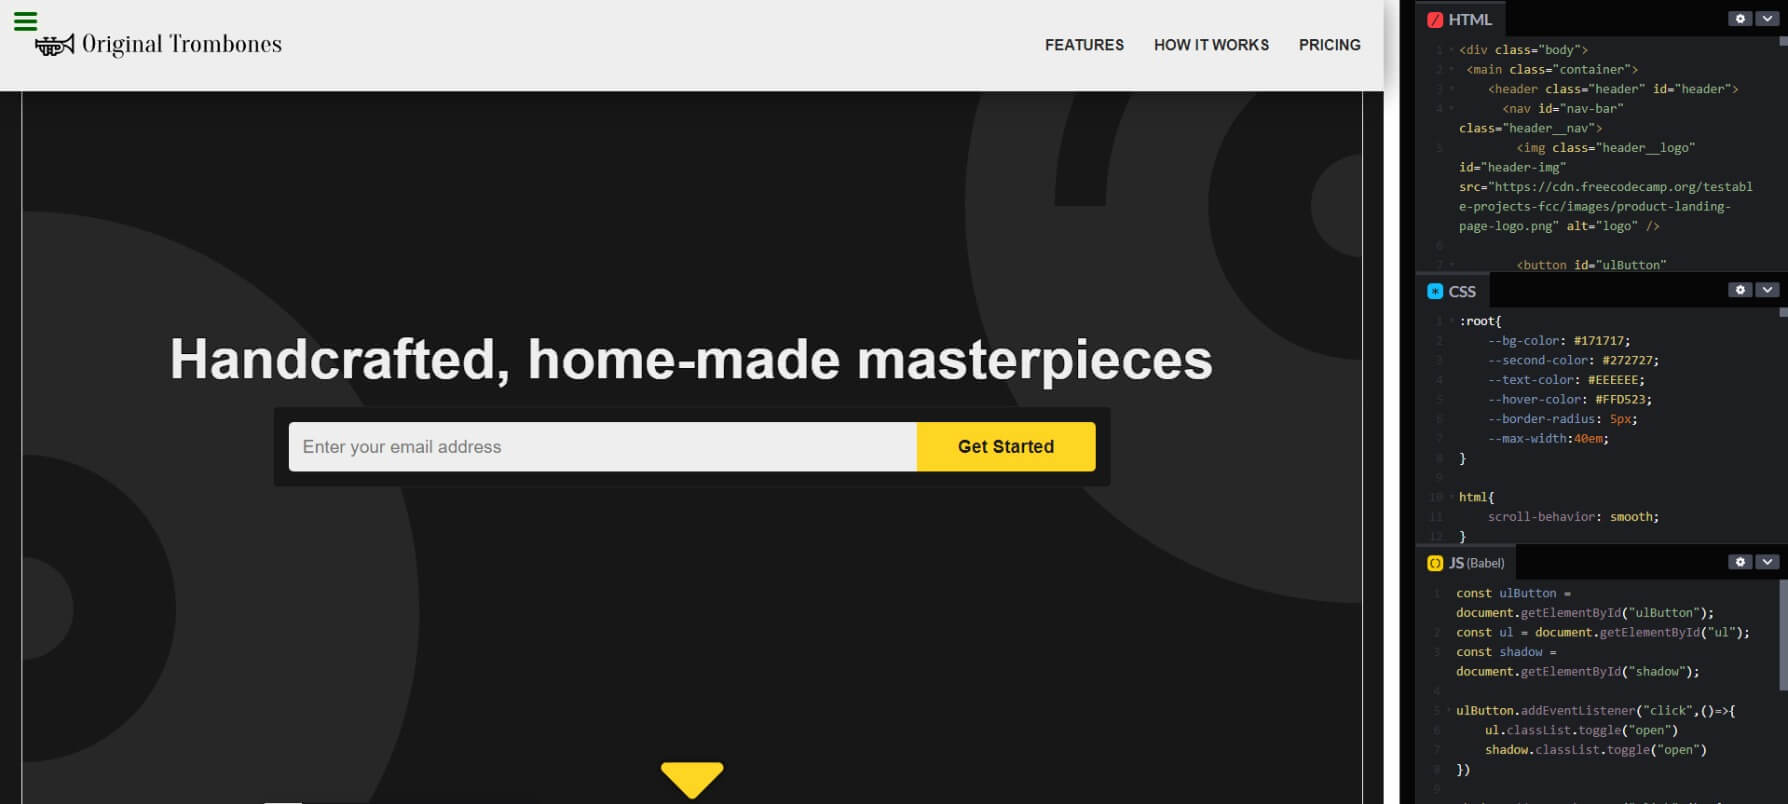 Original Trombones
FEATURES HOW IT WORKS PRICING
Handcrafted, home-made masterpieces
Enter your email address
Get Started
HTML
1 <div class="body">
2 <main class="container">
3 <header class="header" id="header">
4 <nav id="nav-bar"
class="header__nav">
5 <img class="header__logo"
id="header-img"
src="https://cdn.freecodecamp.org/testabl
e-projects-fcc/images/product-landing-
page-logo.png" alt="logo" />
6
7 <button id="ulButton"
CSS
1 :root{
2 --bg-color: #171717;
3 --second-color: #272727;
4 --text-color: #EEEEEE;
5 --hover-color: #FFD523;
6 --border-radius: 5px;
7 --max-width:40em;
8 }
9
10 html{
11 scroll-behavior: smooth;
12 }
JS (Babel)
1 const ulButton =
document.getElementById("ulButton");
2 const ul = document.getElementById("ul");
3 const shadow =
document.getElementById("shadow");
4
5 ulButton.addEventListener("click",()=>{
6 ul.classList.toggle("open")
7 shadow.classList.toggle("open")
8 })
9